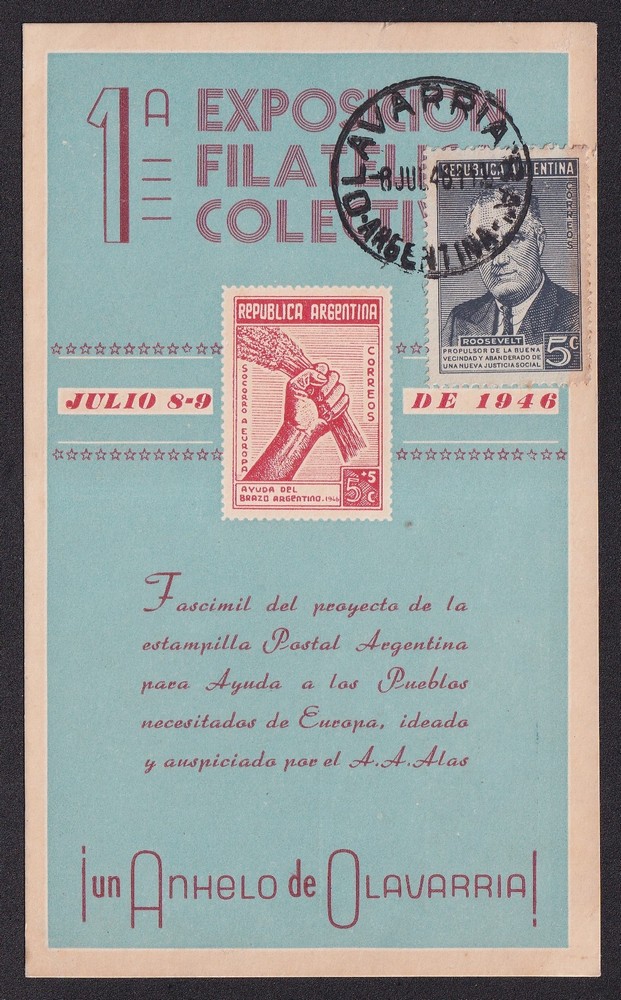 1A EXPOSICION
FILATELICA
COLECTIVA
OLAVARRIA
8 JUL 46
ARGENTINA
REPUBLICA ARGENTINA
CORREOS
ROOSEVELT
PROPULSOR DE LA BUENA
VECINDAD Y ABANDERADO DE
UNA NUEVA JUSTICIA SOCIAL
5c
REPUBLICA ARGENTINA
SOCORRO A EUROPA
CORREOS
AYUDA DEL
BRAZO ARGENTINO. 1946
5+5c
JULIO 8-9 DE 1946
Fascimil del proyecto de la
estampilla Postal Argentina
para Ayuda a los Pueblos
necesitados de Europa, ideado
y auspiciado por el A.A.Alas
¡un Anhelo de OLAVARRIA!